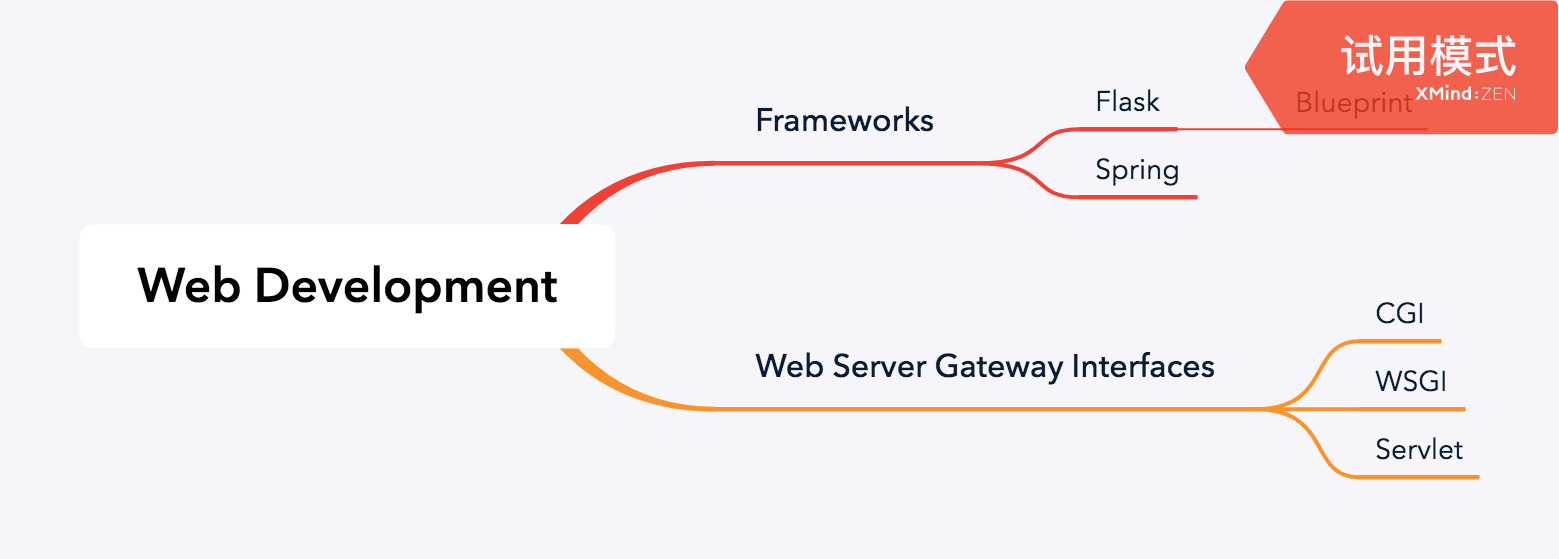 试用模式
XMind:ZEN
Frameworks
Flask
Blueprint
Spring
Web Development
Web Server Gateway Interfaces
CGI
WSGI
Servlet